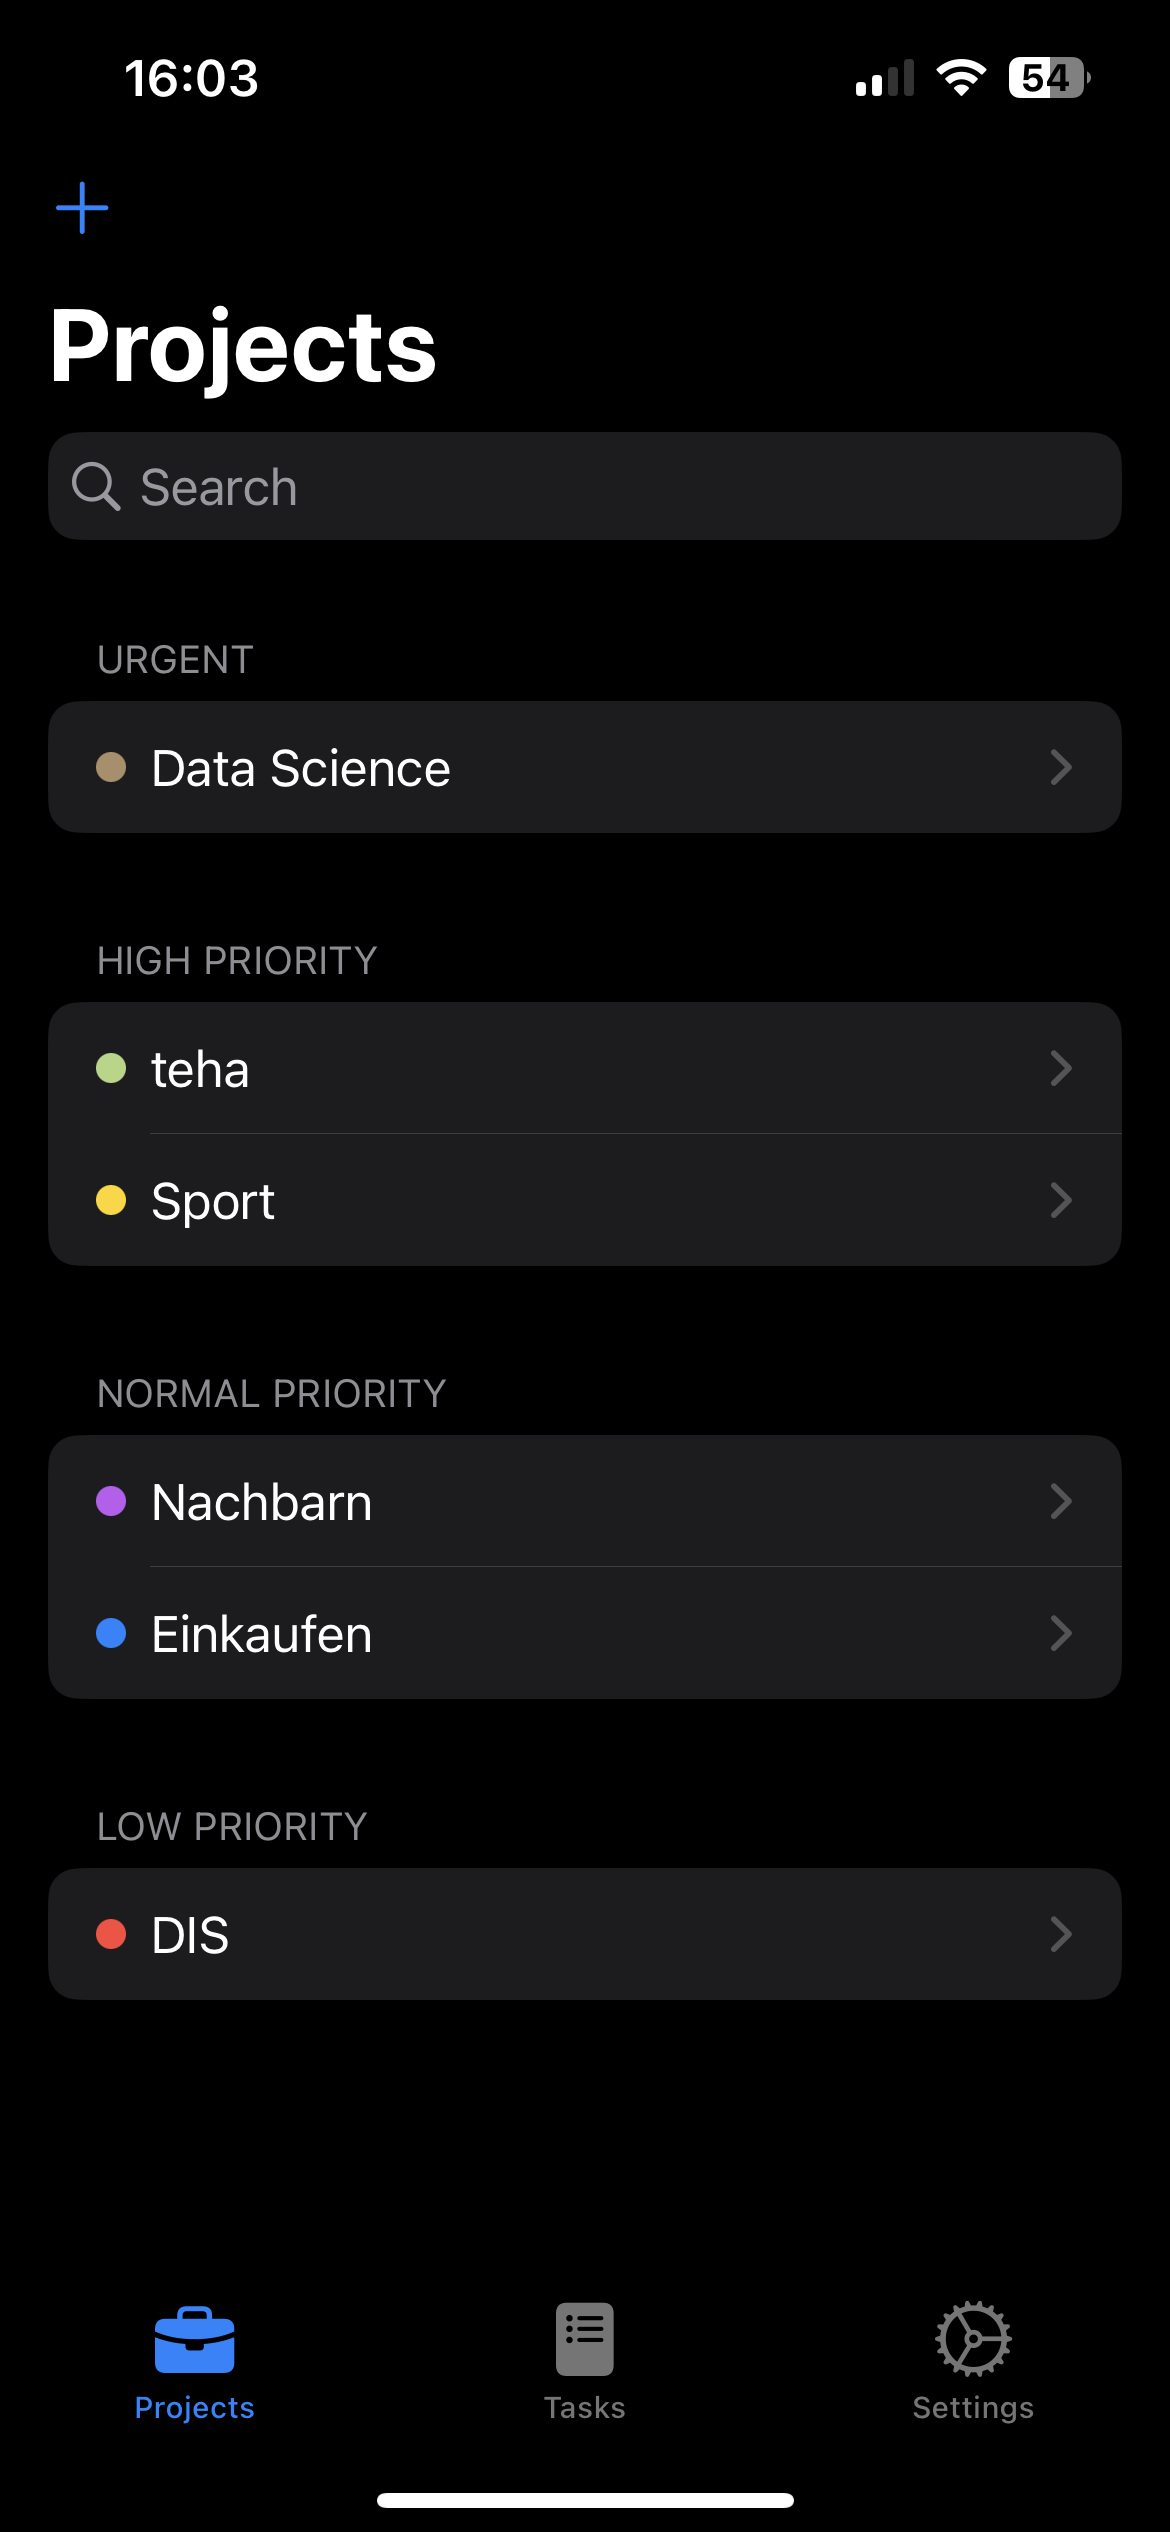 16:03
54
Projects
Search
URGENT
Data Science
HIGH PRIORITY
teha
Sport
NORMAL PRIORITY
Nachbarn
Einkaufen
LOW PRIORITY
DIS
Projects
Tasks
Settings